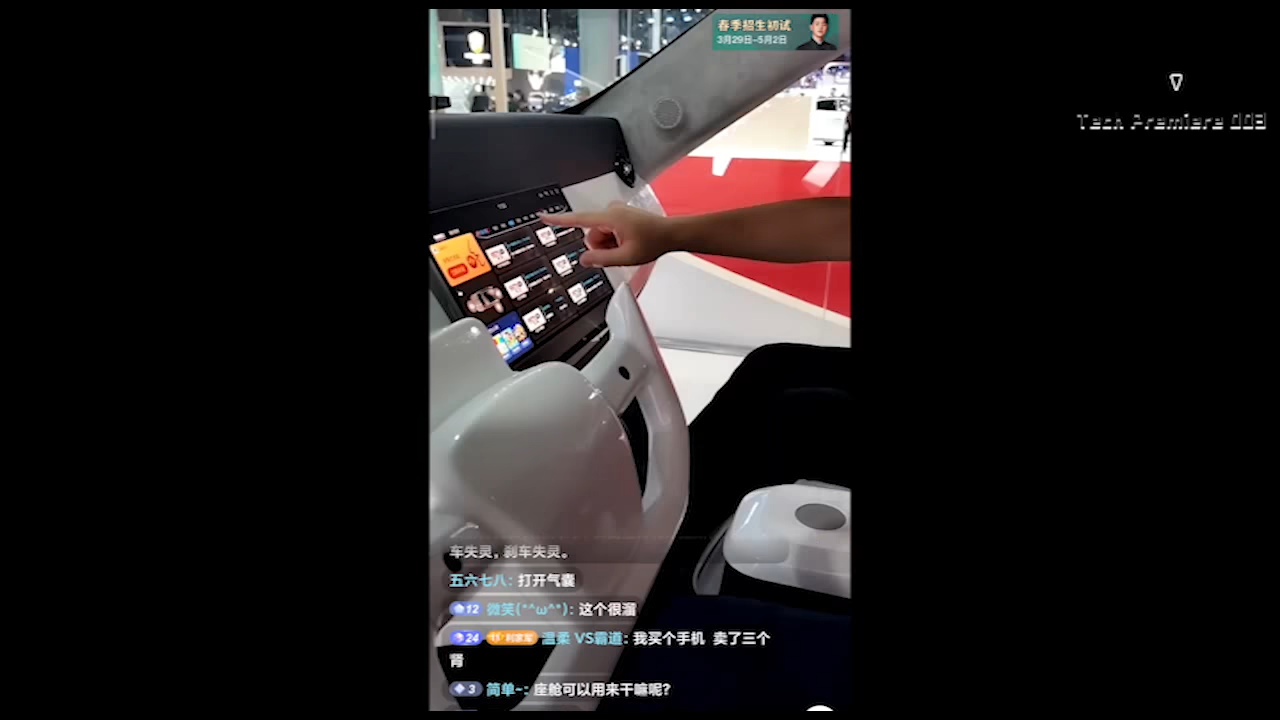 春季招生初试
3月29日-5月2日
Tech Premiere 003
车失灵，刹车失灵。
五六七八：打开气囊
12 微笑(*^ω^*)：这个很溜
24 温柔 VS霸道：我买个手机 卖了三个
肾
3 简单~：座舱可以用来干嘛呢？